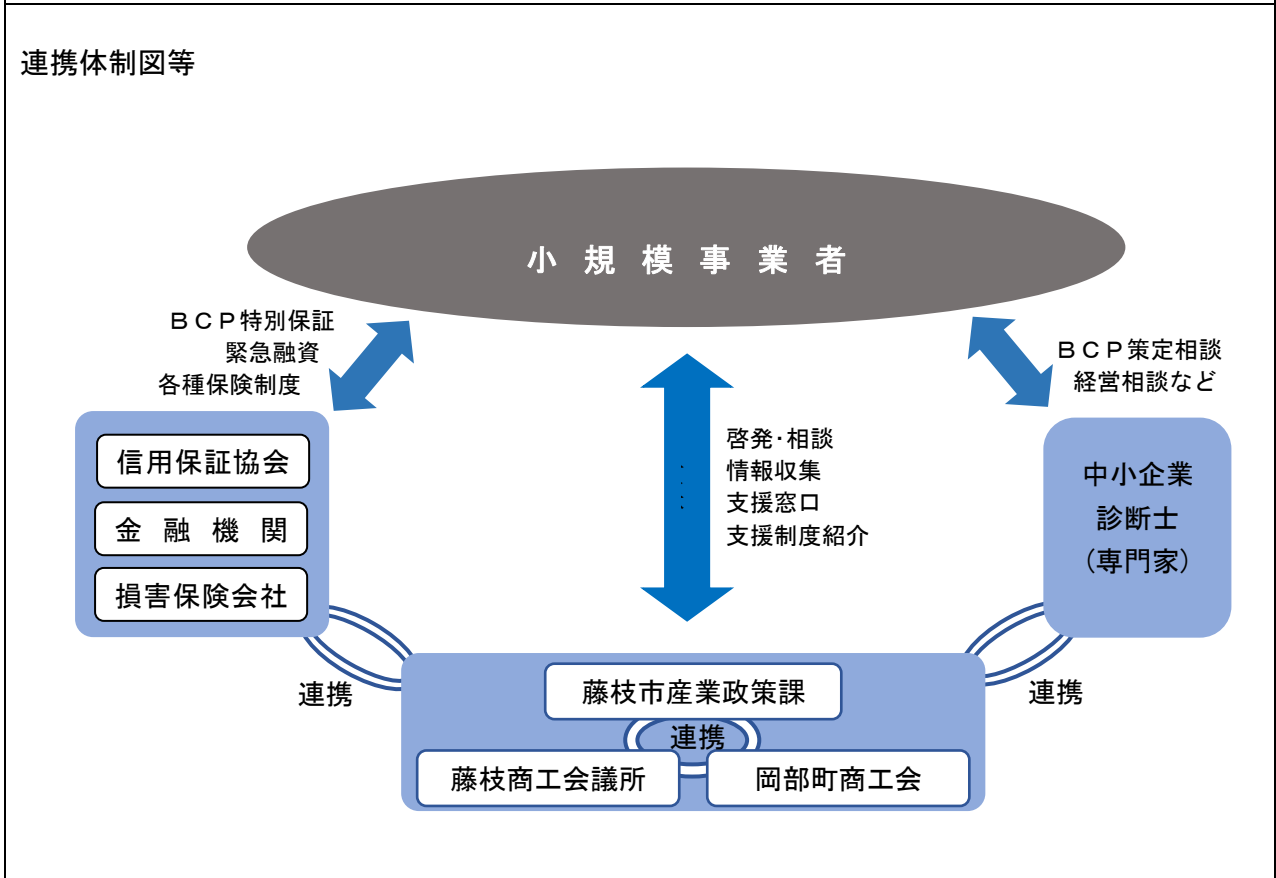 連携体制図等
小規模事業者
ＢＣＰ特別保証
緊急融資
各種保険制度
ＢＣＰ策定相談
経営相談など
信用保証協会
金融機関
損害保険会社
啓発・相談
情報収集
支援窓口
支援制度紹介
中小企業
診断士
（専門家）
連携
連携
藤枝市産業政策課
連携
藤枝商工会議所
岡部町商工会